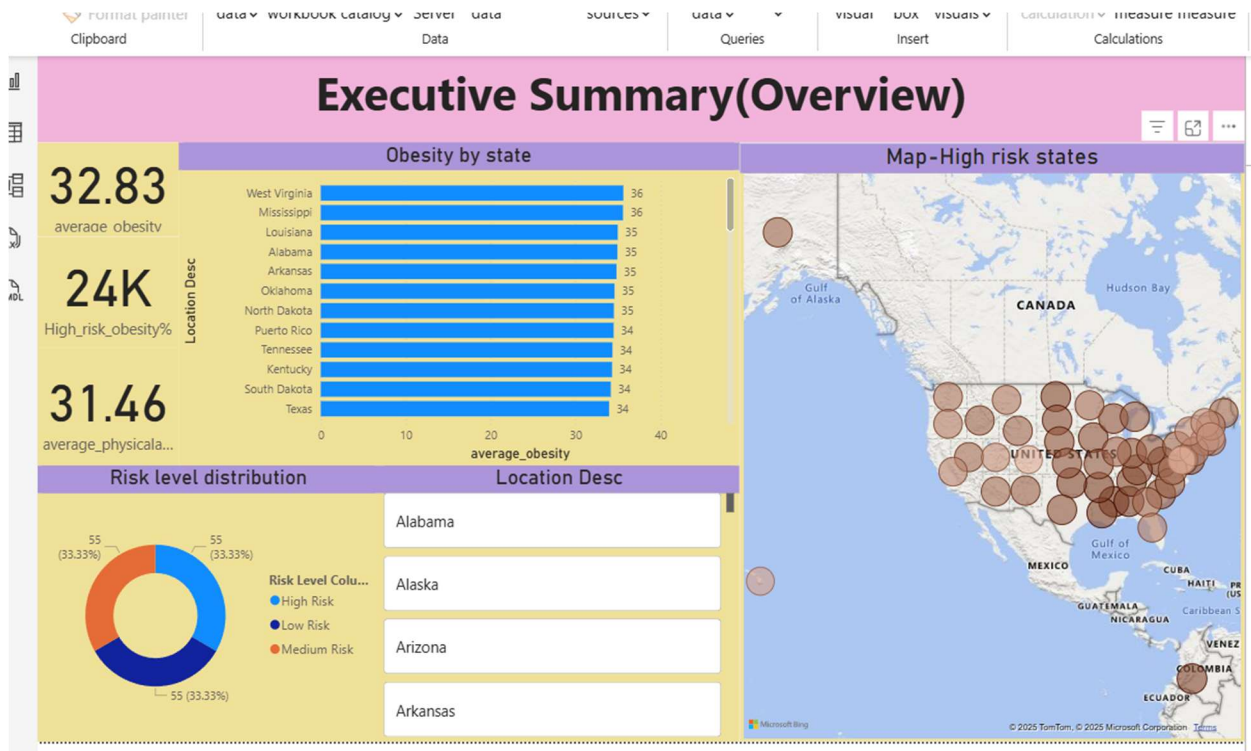 Format painter
data workbook catalog Server data
sources
data
visual box visuals
calculation measure measure
Clipboard
Data
Queries
Insert
Calculations
Executive Summary(Overview)
32.83
average_obesity
24K
High_risk_obesity%
31.46
average_physicala...
Obesity by state
Location Desc
West Virginia 36
Mississippi 36
Louisiana 35
Alabama 35
Arkansas 35
Oklahoma 35
North Dakota 35
Puerto Rico 34
Tennessee 34
Kentucky 34
South Dakota 34
Texas 34
0 10 20 30 40
average_obesity
Map-High risk states
Gulf
of Alaska
Hudson Bay
CANADA
UNITED STATES
Gulf of
Mexico
MEXICO
CUBA
HAITI
PR
(US
GUATEMALA
Caribbean S
NICARAGUA
VENEZ
COLOMBIA
ECUADOR
Microsoft Bing
© 2025 TomTom, © 2025 Microsoft Corporation Terms
Risk level distribution
55
(33.33%)
55
(33.33%)
55 (33.33%)
Risk Level Colu...
High Risk
Low Risk
Medium Risk
Location Desc
Alabama
Alaska
Arizona
Arkansas